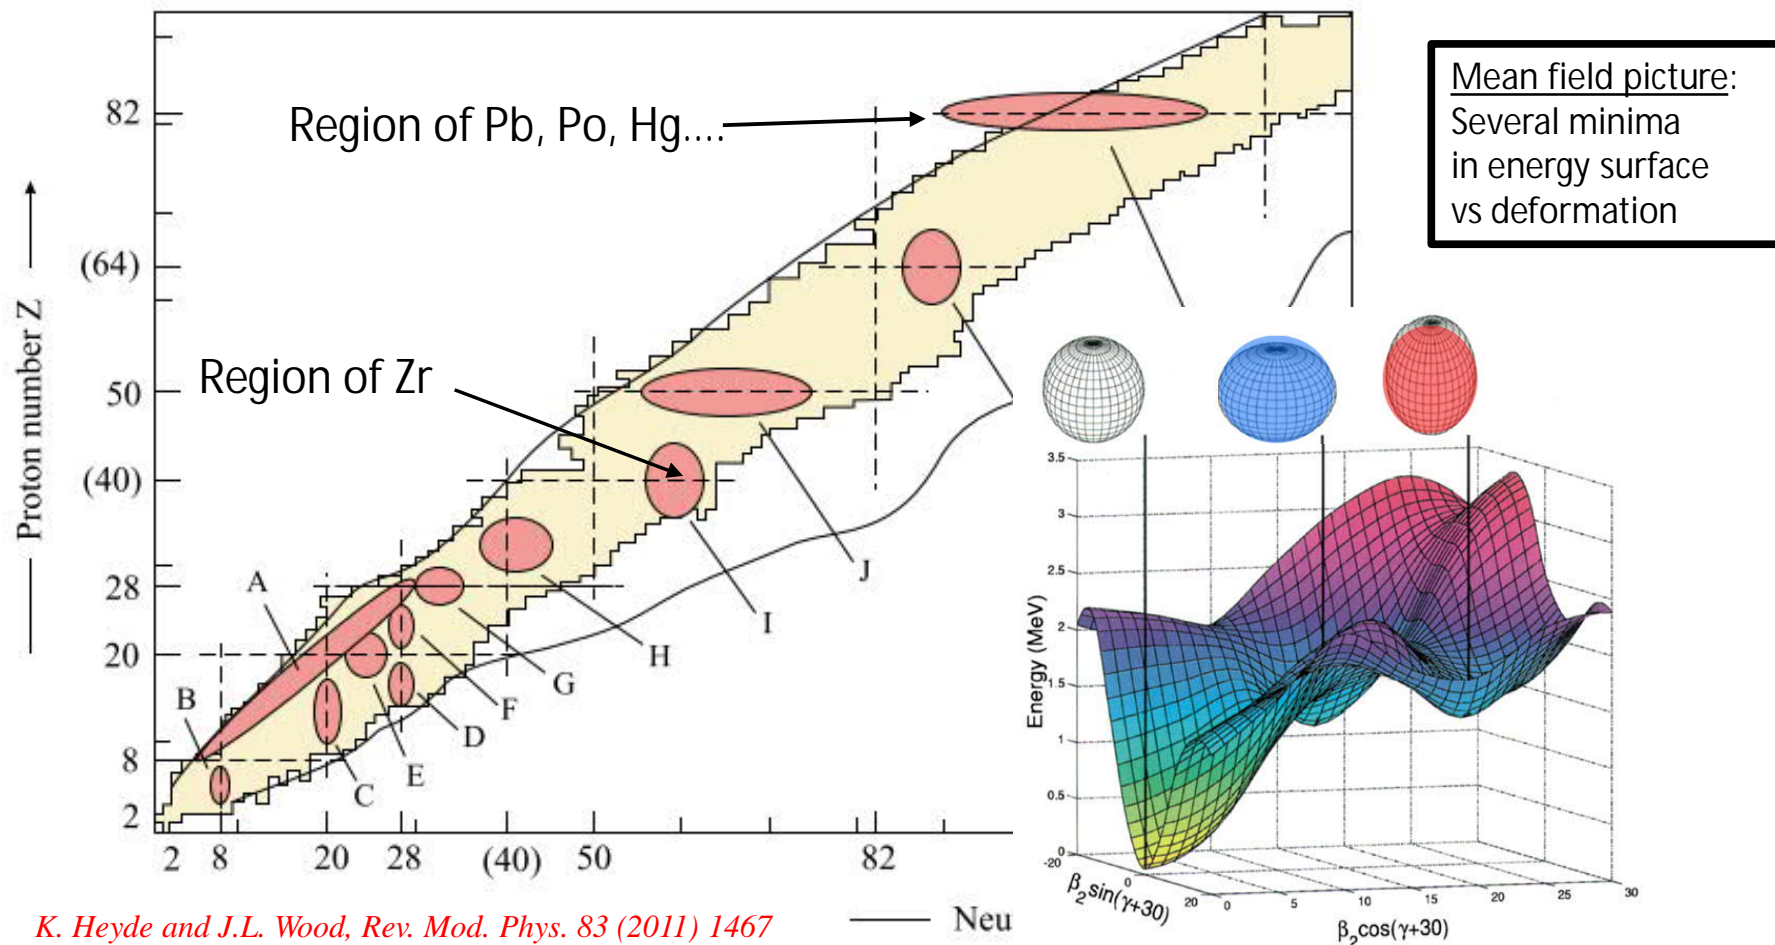 Mean field picture:
Several minima
in energy surface
vs deformation
Region of Pb, Po, Hg....
Region of Zr
Proton number Z
82
(64)
50
(40)
28
20
8
2
A
B
C
D
E
F
G
H
I
J
2 8 20 28 (40) 50 82
Neu
3.5
3
2.5
2
1.5
1
0.5
0
Energy (MeV)
-20
0
20
β₂sin(γ+30)
0 5 10 15 20 25 30
β₂cos(γ+30)
K. Heyde and J.L. Wood, Rev. Mod. Phys. 83 (2011) 1467